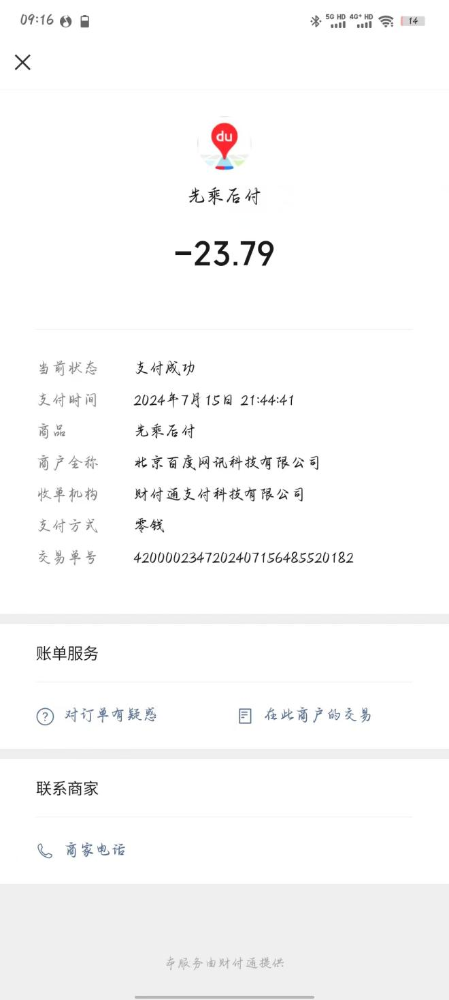 09:16 5G HD 4G+ HD 14
du
先乘后付
-23.79
当前状态 支付成功
支付时间 2024年7月15日 21:44:41
商品 先乘后付
商户全称 北京百度网讯科技有限公司
收单机构 财付通支付科技有限公司
支付方式 零钱
交易单号 4200002347202407156485520182
账单服务
对订单有疑惑 在此商户的交易
联系商家
商家电话
本服务由财付通提供